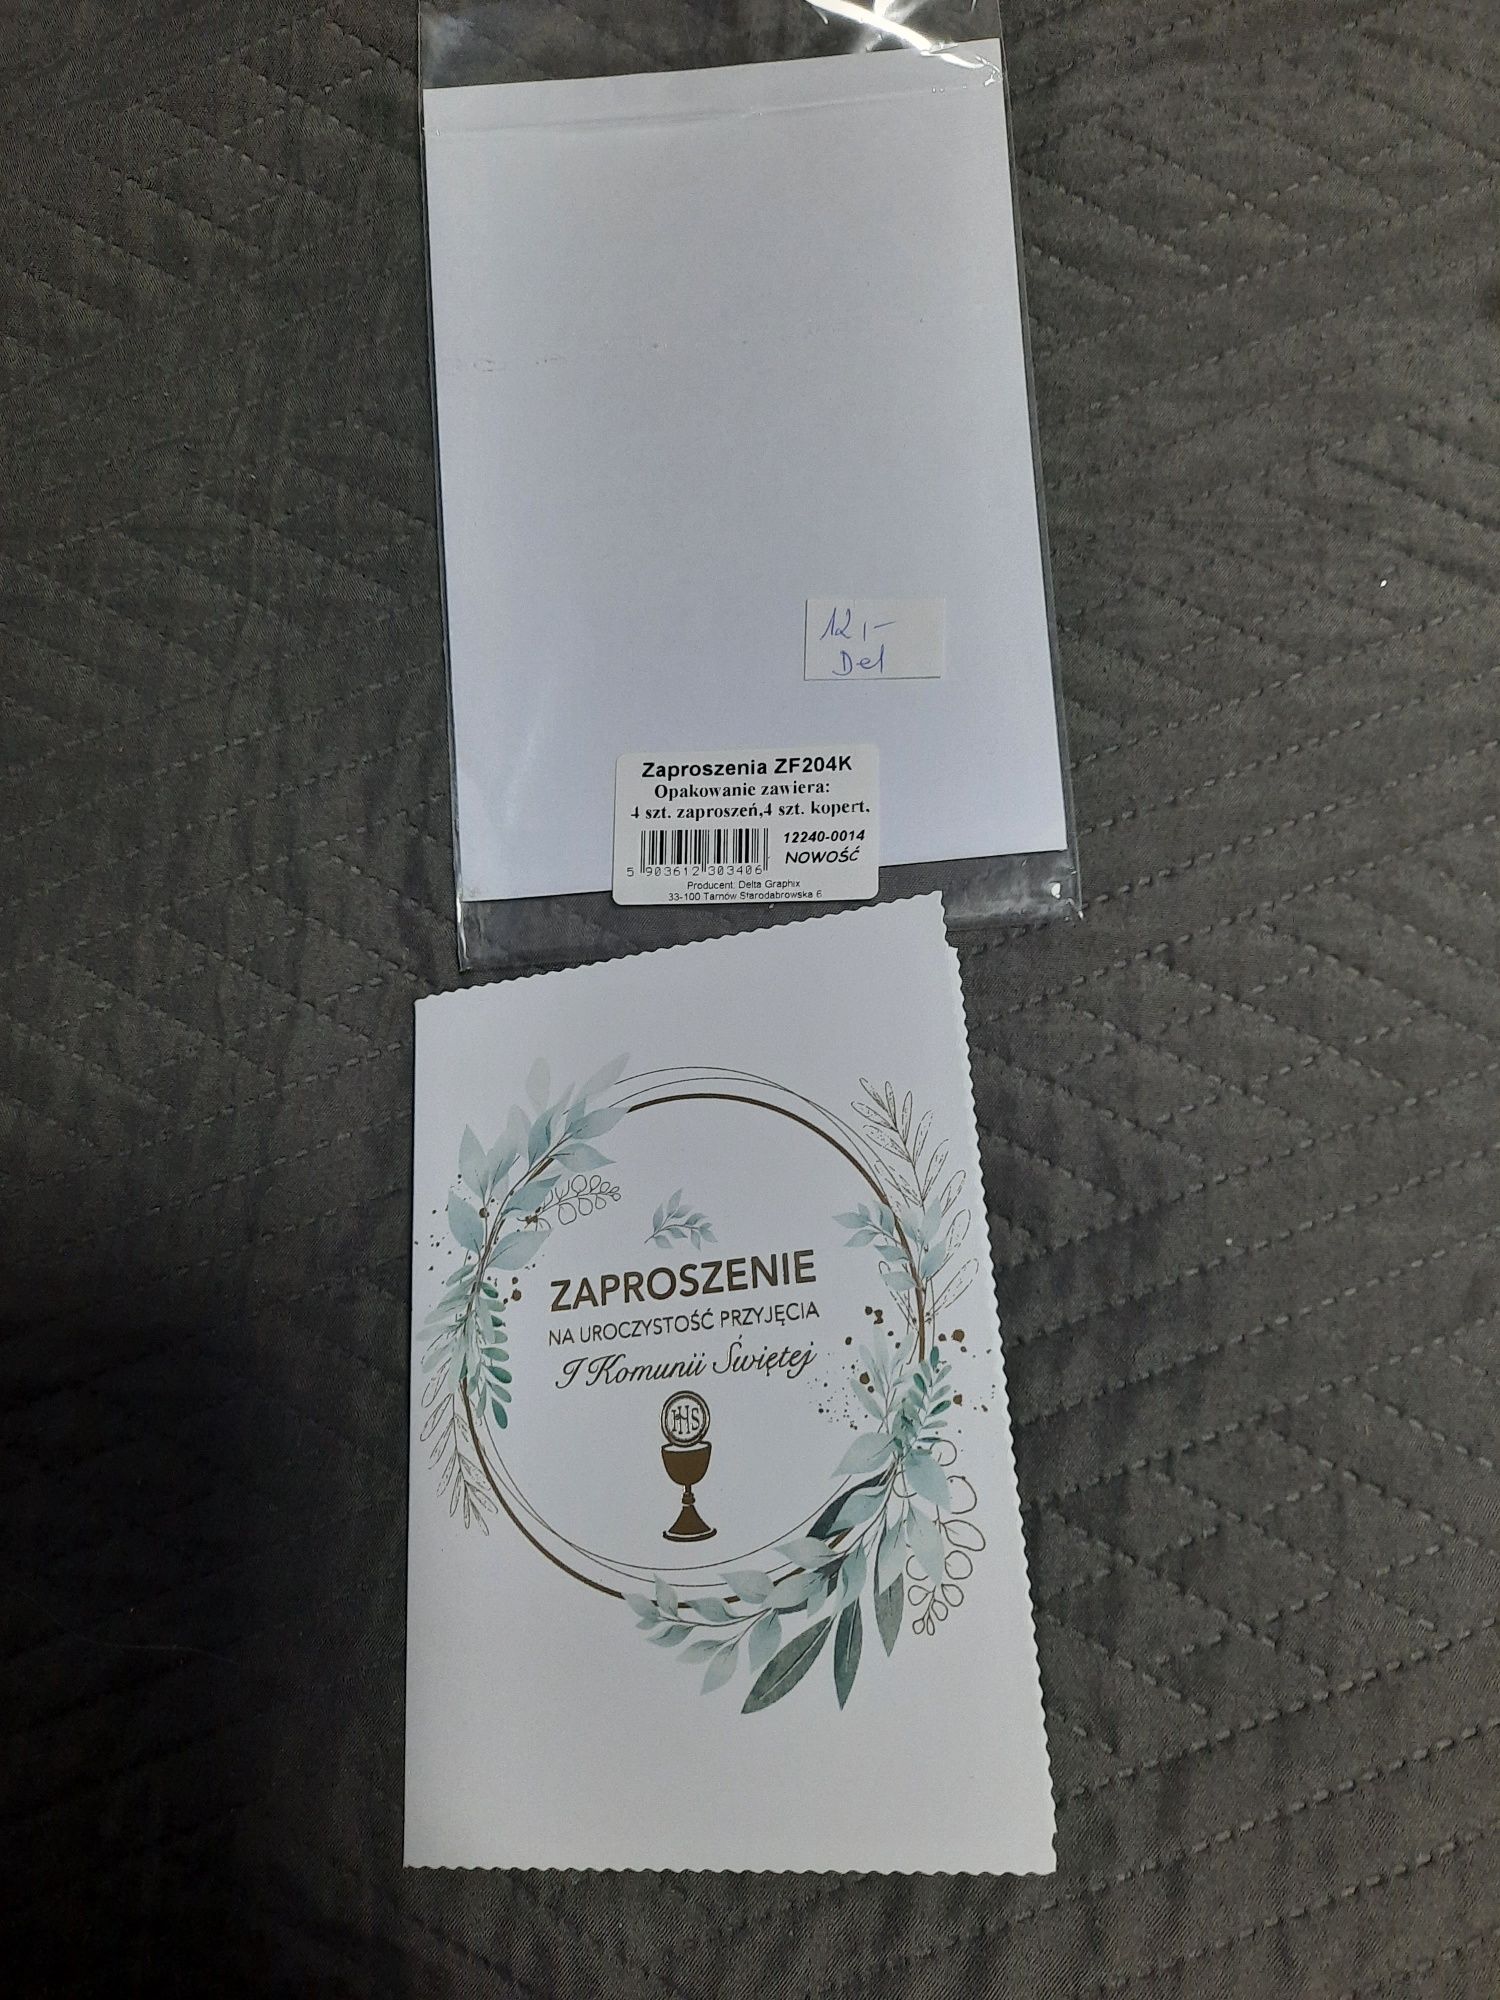 12,-
Del
Zaproszenia ZF204K
Opakowanie zawiera:
4 szt. zaproszeń,4 szt. kopert.
12240-0014
NOWOŚĆ
5 903612 303406
Producent: Delta Graphix
33-100 Tarnów Starodąbrowska 6
ZAPROSZENIE
NA UROCZYSTOŚĆ PRZYJĘCIA
I Komunii Świętej
IHS